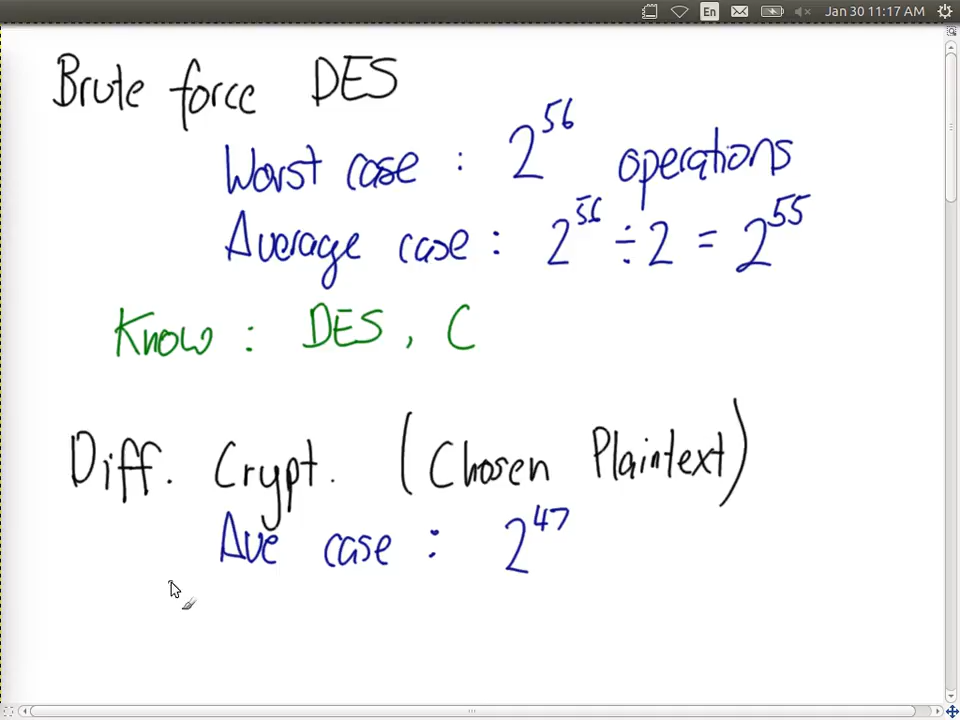 En Jan 30 11:17 AM
Brute force DES
Worst case : 2^56 operations
Average case : 2^56 ÷ 2 = 2^55
Know : DES , C
Diff. Crypt. (Chosen Plaintext)
Ave case : 2^47